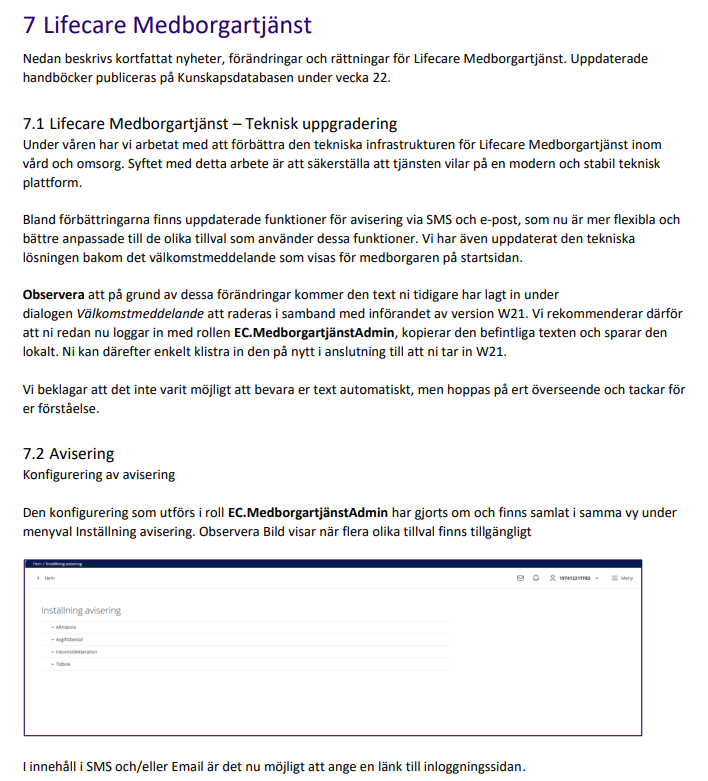 7 Lifecare Medborgartjänst
Nedan beskrivs kortfattat nyheter, förändringar och rättningar för Lifecare Medborgartjänst. Uppdaterade
handböcker publiceras på Kunskapsdatabasen under vecka 22.
7.1 Lifecare Medborgartjänst – Teknisk uppgradering
Under våren har vi arbetat med att förbättra den tekniska infrastrukturen för Lifecare Medborgartjänst inom
vård och omsorg. Syftet med detta arbete är att säkerställa att tjänsten vilar på en modern och stabil teknisk
plattform.
Bland förbättringarna finns uppdaterade funktioner för avisering via SMS och e-post, som nu är mer flexibla och
bättre anpassade till de olika tillval som använder dessa funktioner. Vi har även uppdaterat den tekniska
lösningen bakom det välkomstmeddelande som visas för medborgaren på startsidan.
Observera att på grund av dessa förändringar kommer den text ni tidigare har lagt in under
dialogen Välkomstmeddelande att raderas i samband med införandet av version W21. Vi rekommenderar därför
att ni redan nu loggar in med rollen EC.MedborgartjänstAdmin, kopierar den befintliga texten och sparar den
lokalt. Ni kan därefter enkelt klistra in den på nytt i anslutning till att ni tar in W21.
Vi beklagar att det inte varit möjligt att bevara er text automatiskt, men hoppas på ert överseende och tackar för
er förståelse.
7.2 Avisering
Konfigurering av avisering
Den konfigurering som utförs i roll EC.MedborgartjänstAdmin har gjorts om och finns samlat i samma vy under
menyval Inställning avisering. Observera Bild visar när flera olika tillval finns tillgängligt
Hem / Inställning avisering
Hem
19741221TF63
Meny
Inställning avisering
Allmänna
Avgiftsbeslut
Inkomstdeklaration
Tidbok
I innehåll i SMS och/eller Email är det nu möjligt att ange en länk till inloggningssidan.